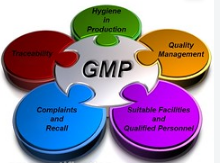 Hygiene
in
Production
Traceability
Quality
Management
GMP
Complaints
and
Recall
Suitable Facilities
and
Qualified Personnel